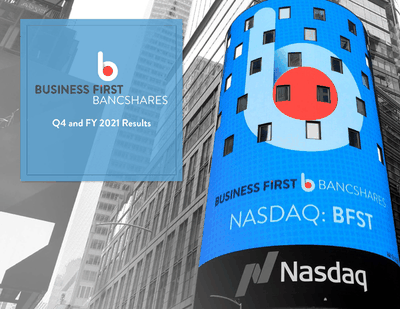 b
BUSINESS FIRST
BANCSHARES
Q4 and FY 2021 Results
b
BUSINESS FIRST b BANCSHARES
NASDAQ: BFST
Nasdaq